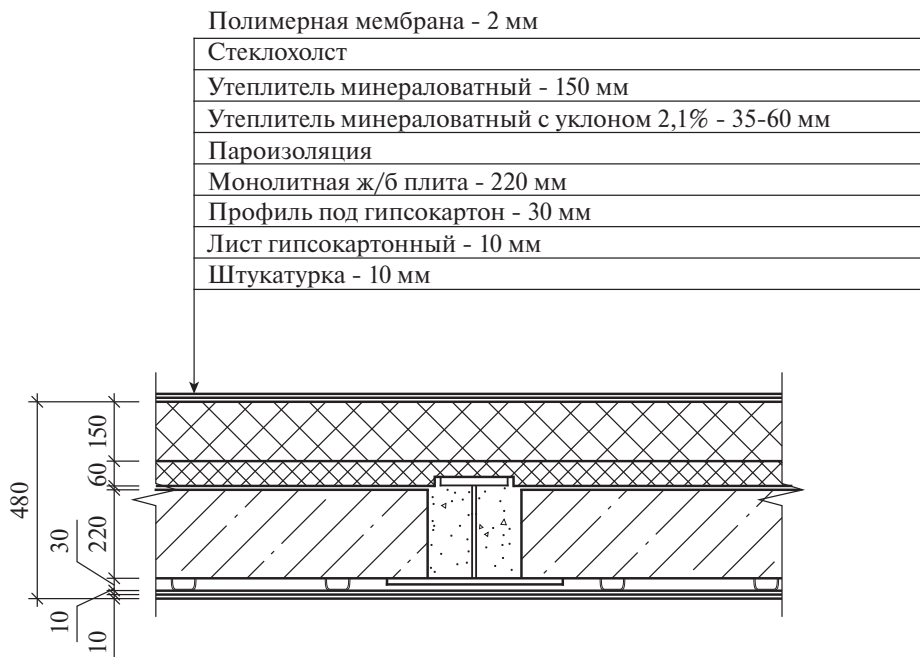 Полимерная мембрана - 2 мм
Стеклохолст
Утеплитель минераловатный - 150 мм
Утеплитель минераловатный с уклоном 2,1% - 35-60 мм
Пароизоляция
Монолитная ж/б плита - 220 мм
Профиль под гипсокартон - 30 мм
Лист гипсокартонный - 10 мм
Штукатурка - 10 мм
480
150
60
220
30
10
10